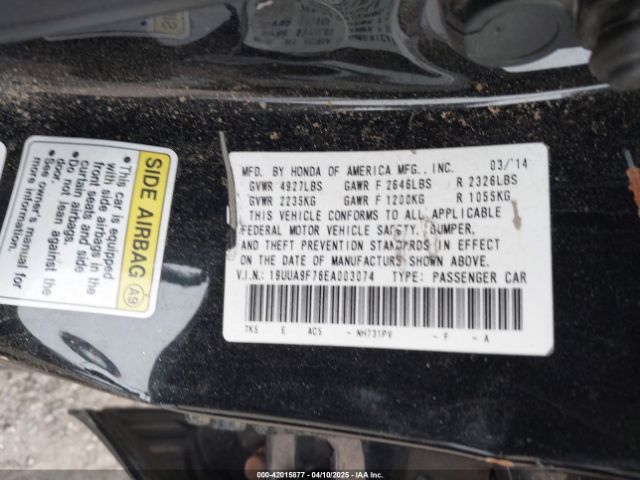 SIDE AIRBAG
A9
• This car is equipped
with side airbags in the
front seats and side
curtain airbags.
• Do not lean against the
door.
• See owner's manual for
more information.
MFD. BY HONDA OF AMERICA MFG., INC. 03/'14
GVWR 4927LBS GAWR F 2646LBS R 2326LBS
GVWR 2235KG GAWR F 1200KG R 1055KG
THIS VEHICLE CONFORMS TO ALL APPLICABLE
FEDERAL MOTOR VEHICLE SAFETY, BUMPER,
AND THEFT PREVENTION STANDARDS IN EFFECT
ON THE DATE OF MANUFACTURE SHOWN ABOVE.
V.I.N.: 19UUA9F76EA003074 TYPE: PASSENGER CAR
TK5 E AC5 - NH731PV - F - A
000-42015877 - 04/10/2025 - IAA Inc.